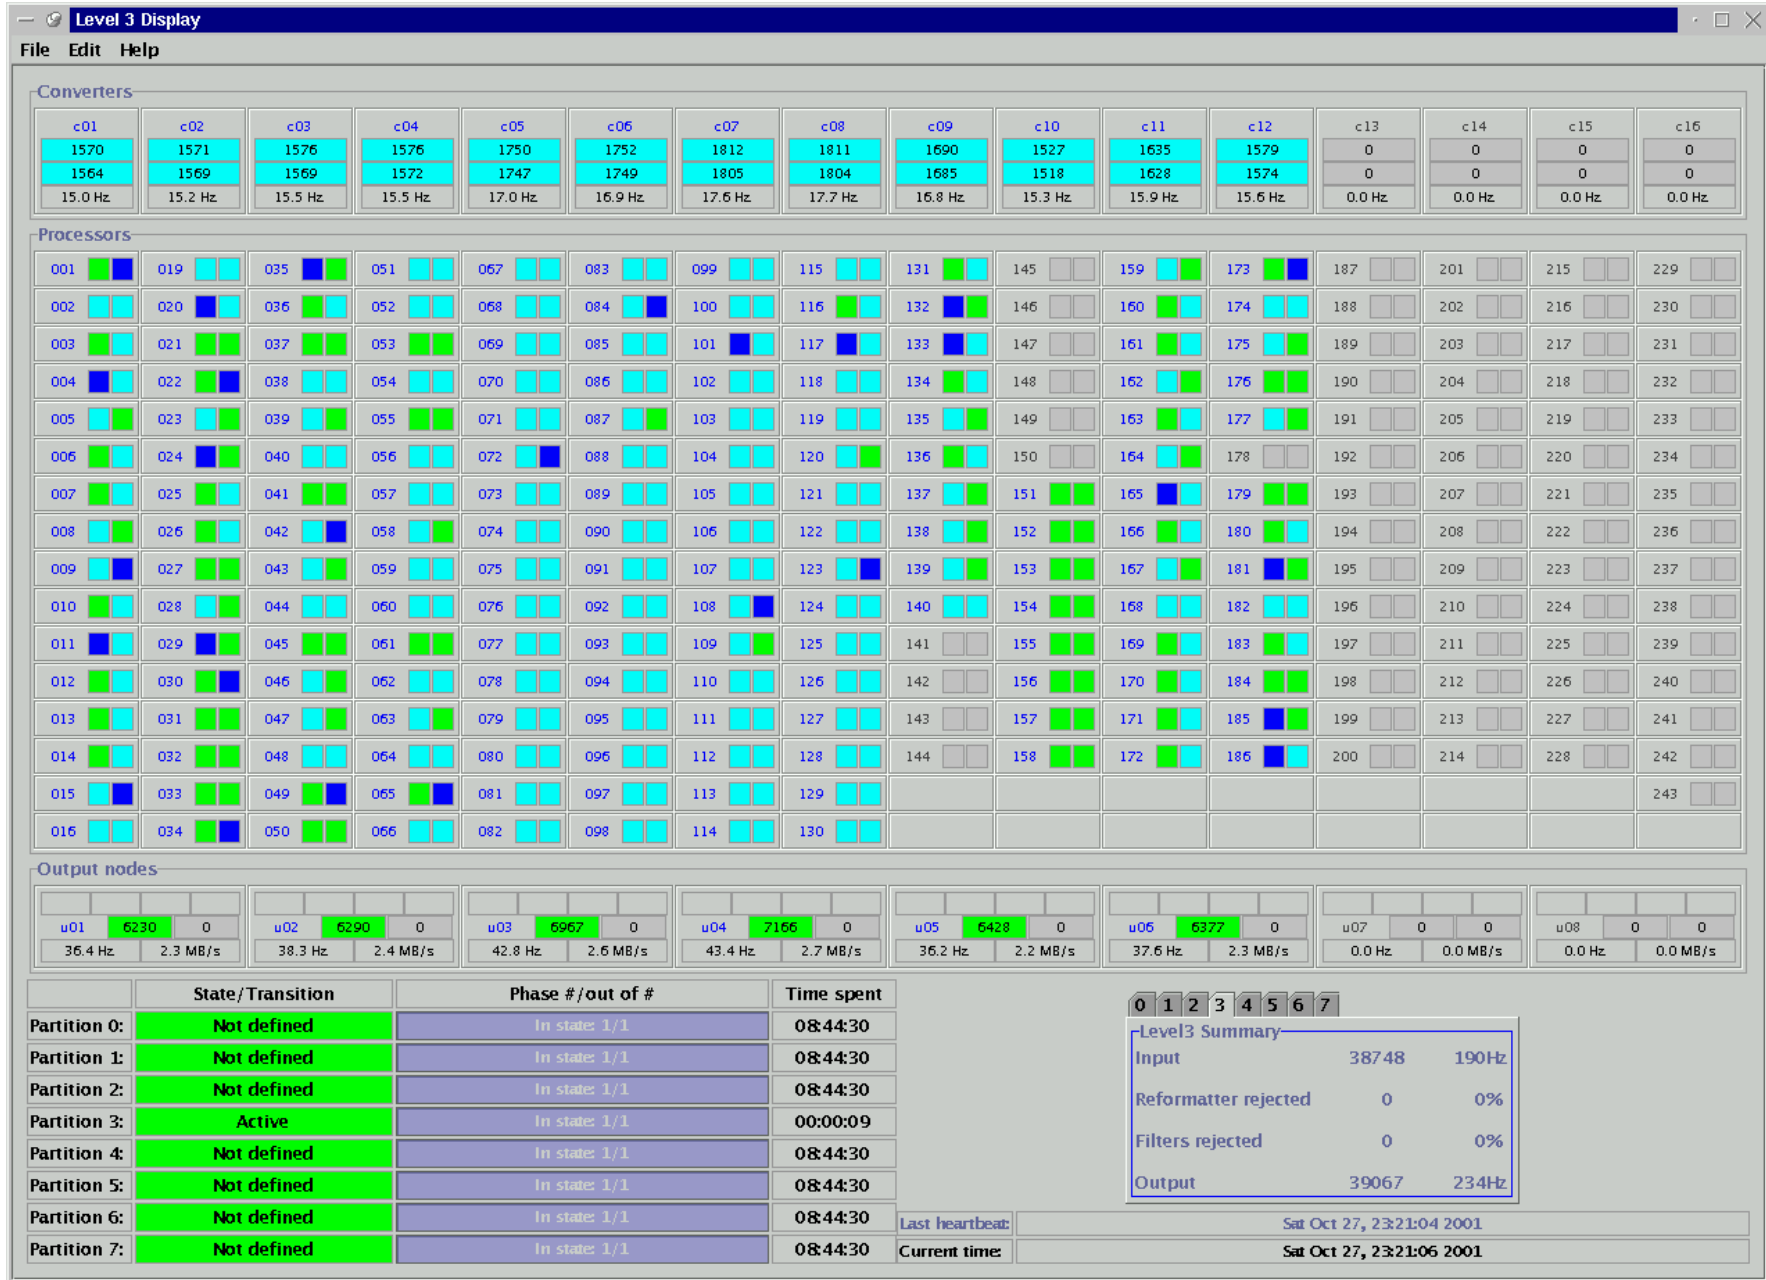 Level 3 Display
File Edit Help
Converters
c01 c02 c03 c04 c05 c06 c07 c08 c09 c10 c11 c12 c13 c14 c15 c16
1570 1571 1576 1576 1750 1752 1812 1811 1690 1527 1635 1579 0 0 0 0
1564 1569 1569 1572 1747 1749 1805 1804 1685 1518 1628 1574 0 0 0 0
15.0 Hz 15.2 Hz 15.5 Hz 15.5 Hz 17.0 Hz 16.9 Hz 17.6 Hz 17.7 Hz 16.8 Hz 15.3 Hz 15.9 Hz 15.6 Hz 0.0 Hz 0.0 Hz 0.0 Hz 0.0 Hz
Processors
001 019 035 051 067 083 099 115 131 145 159 173 187 201 215 229
002 020 036 052 068 084 100 116 132 146 160 174 188 202 216 230
003 021 037 053 069 085 101 117 133 147 161 175 189 203 217 231
004 022 038 054 070 086 102 118 134 148 162 176 190 204 218 232
005 023 039 055 071 087 103 119 135 149 163 177 191 205 219 233
006 024 040 056 072 088 104 120 136 150 164 178 192 206 220 234
007 025 041 057 073 089 105 121 137 151 165 179 193 207 221 235
008 026 042 058 074 090 106 122 138 152 166 180 194 208 222 236
009 027 043 059 075 091 107 123 139 153 167 181 195 209 223 237
010 028 044 060 076 092 108 124 140 154 168 182 196 210 224 238
011 029 045 061 077 093 109 125 141 155 169 183 197 211 225 239
012 030 046 062 078 094 110 126 142 156 170 184 198 212 226 240
013 031 047 063 079 095 111 127 143 157 171 185 199 213 227 241
014 032 048 064 080 096 112 128 144 158 172 186 200 214 228 242
015 033 049 065 081 097 113 129 243
016 034 050 066 082 098 114 130
Output nodes
u01 6230 0 u02 6290 0 u03 6967 0 u04 7166 0 u05 6428 0 u06 6377 0 u07 0 0 u08 0 0
36.4 Hz 2.3 MB/s 38.3 Hz 2.4 MB/s 42.8 Hz 2.6 MB/s 43.4 Hz 2.7 MB/s 36.2 Hz 2.2 MB/s 37.6 Hz 2.3 MB/s 0.0 Hz 0.0 MB/s 0.0 Hz 0.0 MB/s
State/Transition Phase #/out of # Time spent
Partition 0: Not defined In state: 1/1 08:44:30
Partition 1: Not defined In state: 1/1 08:44:30
Partition 2: Not defined In state: 1/1 08:44:30
Partition 3: Active In state: 1/1 00:00:09
Partition 4: Not defined In state: 1/1 08:44:30
Partition 5: Not defined In state: 1/1 08:44:30
Partition 6: Not defined In state: 1/1 08:44:30
Partition 7: Not defined In state: 1/1 08:44:30
0 1 2 3 4 5 6 7
Level3 Summary
Input 38748 190Hz
Reformatter rejected 0 0%
Filters rejected 0 0%
Output 39067 234Hz
Last heartbeat: Sat Oct 27, 23:21:04 2001
Current time: Sat Oct 27, 23:21:06 2001